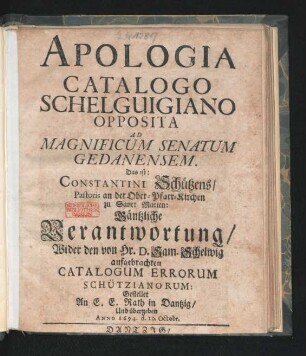 APOLOGIA
CATALOGO
SCHELGUIGIANO
OPPOSITA
AD
MAGNIFICUM SENATUM
GEDANENSEM.
Das ist:
CONSTANTINI Schützens/
Pastoris an der Ober-Pfarr-Kirchen
zu Sanct Marien/
Gäntzliche
Verantwortung/
Wider den von Hr. D. Sam. Schelwig
auffgebrachten
CATALOGUM ERRORUM
SCHÜTZIANORUM:
Gestellet
An E. E. Rath in Dantzig/
Und übergeben
ANNO 1694. d. 10. Octobr.
DANTZIG/